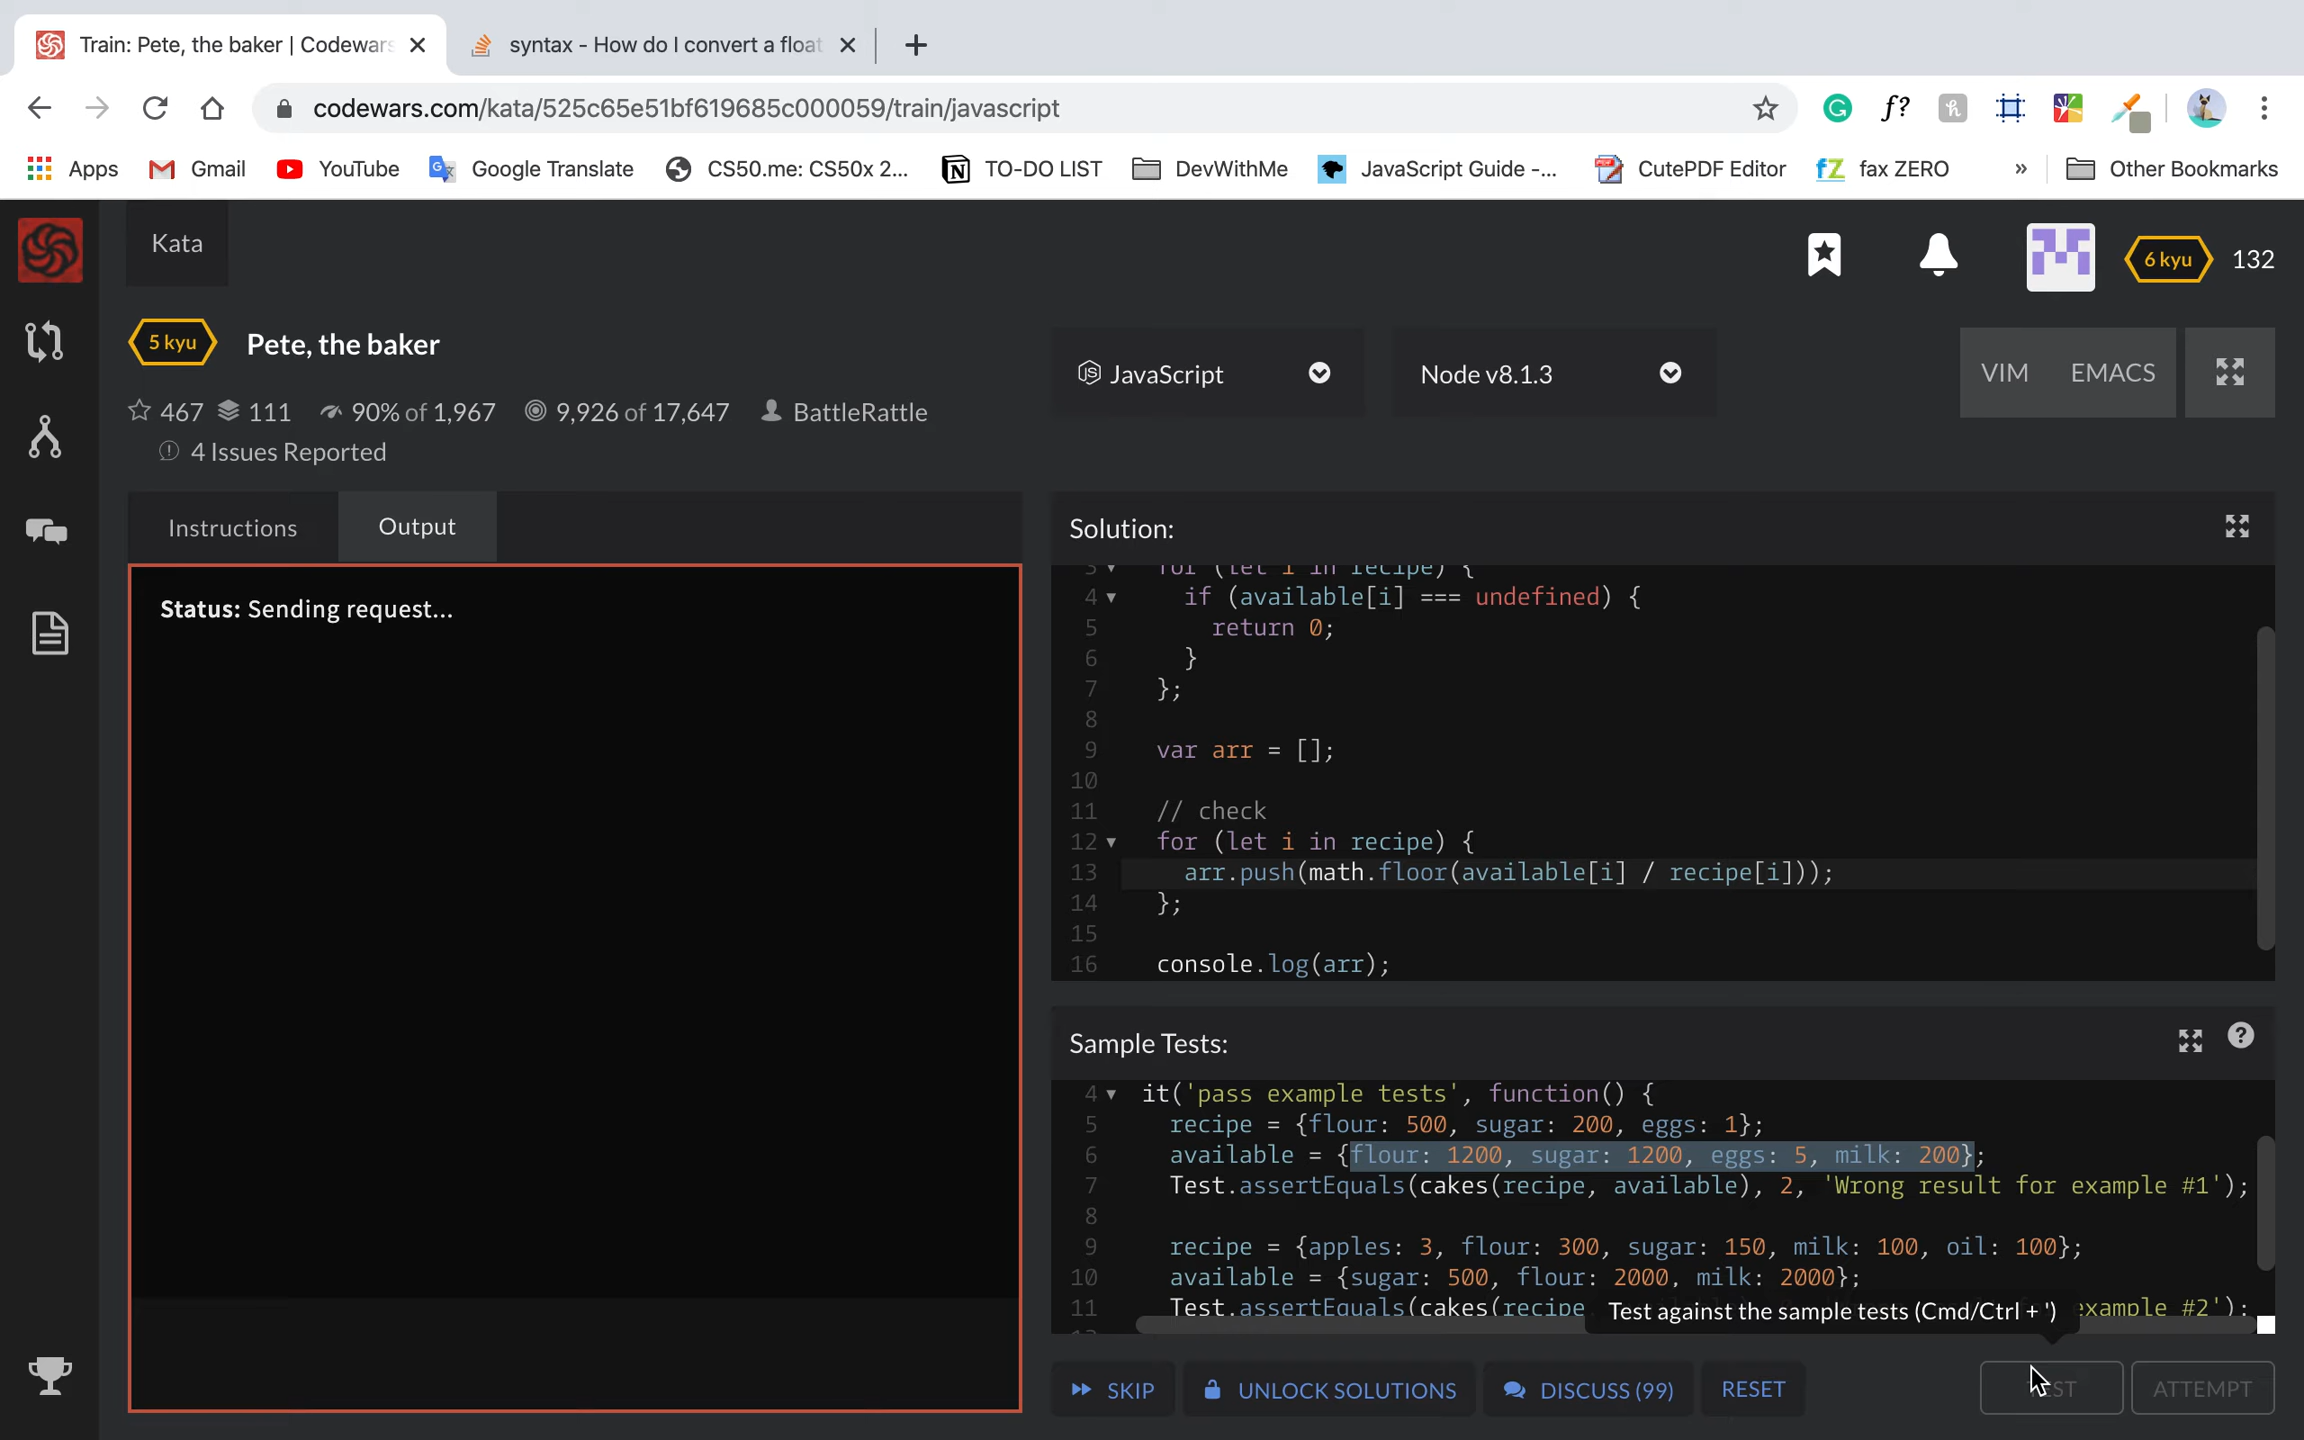 Train: Pete, the baker | Codewars
syntax - How do I convert a float
codewars.com/kata/525c65e51bf619685c000059/train/javascript
f?
Apps
Gmail
YouTube
Google Translate
CS50.me: CS50x 2...
TO-DO LIST
DevWithMe
JavaScript Guide -...
CutePDF Editor
fax ZERO
»
Other Bookmarks
Kata
6 kyu
132
5 kyu
Pete, the baker
467
111
90% of 1,967
9,926 of 17,647
BattleRattle
4 Issues Reported
JavaScript
Node v8.1.3
VIM
EMACS
Instructions
Output
Status: Sending request...
Solution:
3 for (let i in recipe) {
4 if (available[i] === undefined) {
5 return 0;
6 }
7 };
8
9 var arr = [];
10
11 // check
12 for (let i in recipe) {
13 arr.push(math.floor(available[i] / recipe[i]));
14 };
15
16 console.log(arr);
Sample Tests:
4 it('pass example tests', function() {
5 recipe = {flour: 500, sugar: 200, eggs: 1};
6 available = {flour: 1200, sugar: 1200, eggs: 5, milk: 200};
7 Test.assertEquals(cakes(recipe, available), 2, 'Wrong result for example #1');
8
9 recipe = {apples: 3, flour: 300, sugar: 150, milk: 100, oil: 100};
10 available = {sugar: 500, flour: 2000, milk: 2000};
11 Test.assertEquals(cakes(recipe example #2');
Test against the sample tests (Cmd/Ctrl + ')
SKIP
UNLOCK SOLUTIONS
DISCUSS (99)
RESET
TEST
ATTEMPT